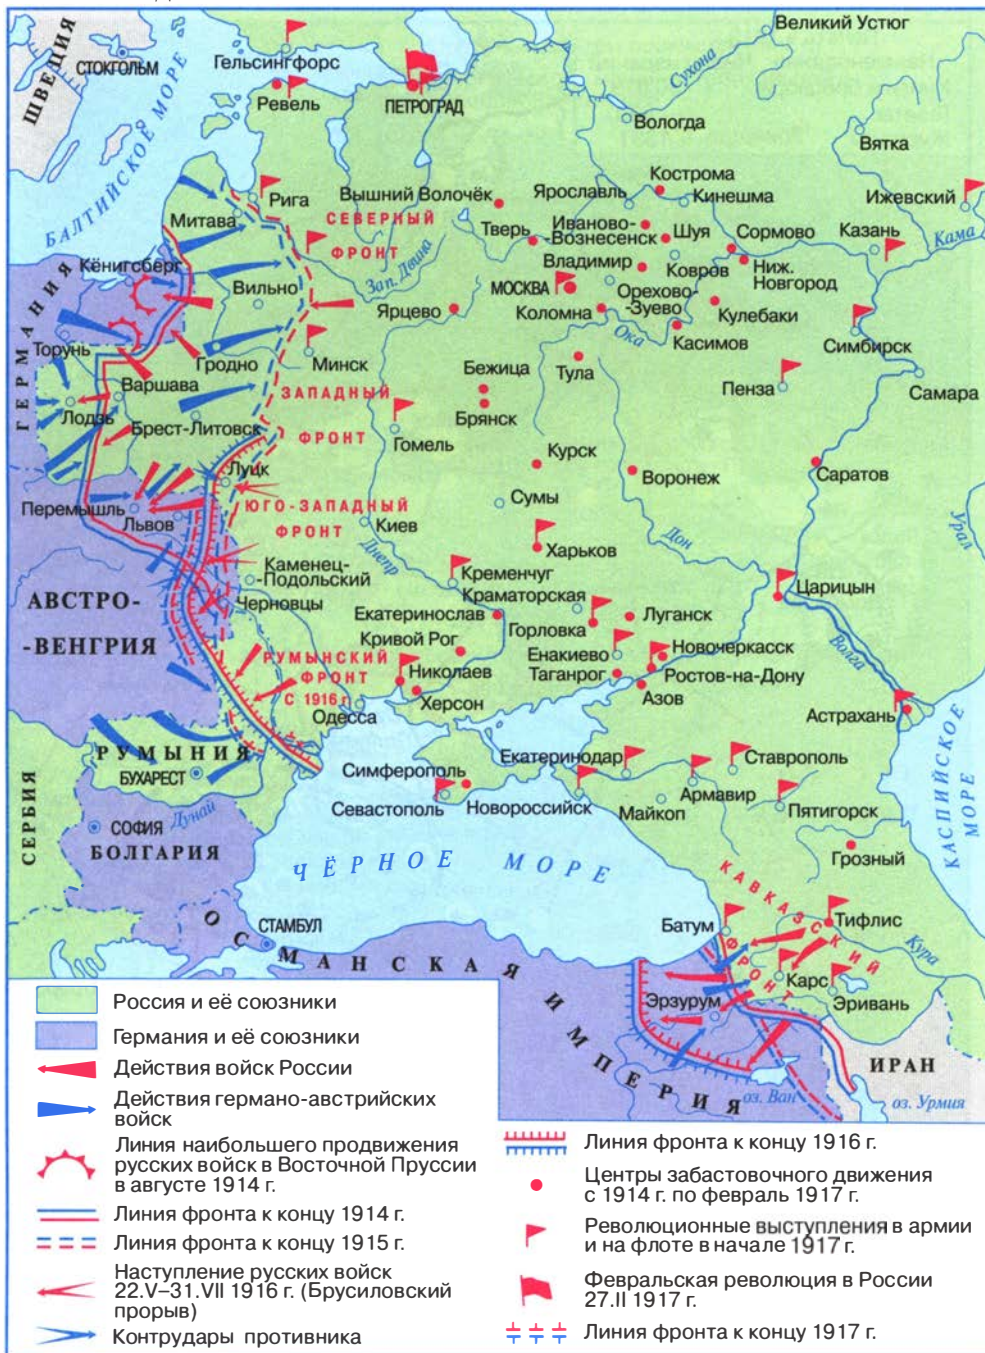 Великий Устюг
ШВЕЦИЯ
СТОКГОЛЬМ
Гельсингфорс
Сухона
БАЛТИЙСКОЕ МОРЕ
Ревель
ПЕТРОГРАД
Вологда
Вятка
Рига
Вышний Волочёк
Ярославль
Кострома
Кинешма
Ижевский
Митава
СЕВЕРНЫЙ
ФРОНТ
Тверь
Иваново-
-Вознесенск
Шуя
Сормово
Казань
Кама
Кёнигсберг
Зап. Двина
Владимир
Ковров
Ниж.
Новгород
ГЕРМАНИЯ
Вильно
МОСКВА
Орехово-
-Зуево
Ярцево
Коломна
Кулебаки
Торунь
Гродно
Минск
Ока
Касимов
Симбирск
Варшава
Бежица
Тула
Пенза
Самара
Лодзь
ЗАПАДНЫЙ
Брест-Литовск
Брянск
ФРОНТ
Гомель
Курск
Саратов
Луцк
Воронеж
Перемышль
ЮГО-ЗАПАДНЫЙ
Сумы
Львов
ФРОНТ
Киев
Днепр
Дон
Урал
Харьков
Каменец-
-Подольский
Кременчуг
Царицын
АВСТРО-
-ВЕНГРИЯ
Черновцы
Краматорская
Екатеринослав
Горловка
Луганск
Кривой Рог
Енакиево
Новочеркасск
Волга
РУМЫНСКИЙ
ФРОНТ
С 1916 г.
Николаев
Таганрог
Ростов-на-Дону
Одесса
Херсон
Азов
Астрахань
РУМЫНИЯ
БУХАРЕСТ
Екатеринодар
Ставрополь
Симферополь
Армавир
КАСПИЙСКОЕ
МОРЕ
СЕРБИЯ
Севастополь
Новороссийск
Майкоп
Пятигорск
СОФИЯ
Дунай
БОЛГАРИЯ
Грозный
ЧЁРНОЕ МОРЕ
КАВКАЗСКИЙ
ФРОНТ
СТАМБУЛ
Батум
Тифлис
ОСМАНСКАЯ ИМПЕРИЯ
Кура
Карс
Эривань
Эрзурум
ИРАН
оз. Ван
оз. Урмия
Россия и её союзники
Германия и её союзники
Действия войск России
Действия германо-австрийских
войск
Линия наибольшего продвижения
русских войск в Восточной Пруссии
в августе 1914 г.
Линия фронта к концу 1914 г.
Линия фронта к концу 1915 г.
Наступление русских войск
22.V–31.VII 1916 г. (Брусиловский
прорыв)
Контрудары противника
Линия фронта к концу 1916 г.
Центры забастовочного движения
с 1914 г. по февраль 1917 г.
Революционные выступления в армии
и на флоте в начале 1917 г.
Февральская революция в России
27.II 1917 г.
Линия фронта к концу 1917 г.